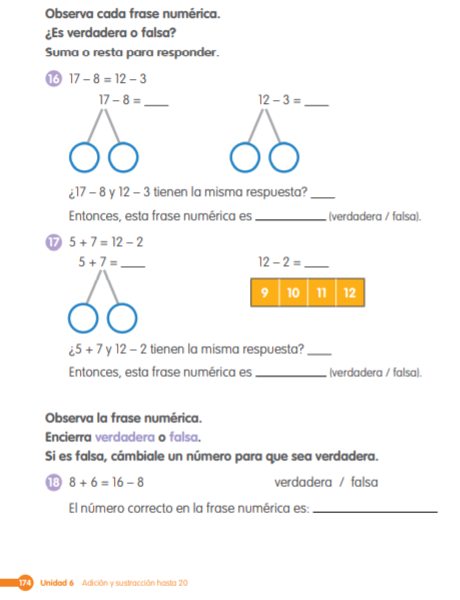 Observa cada frase numérica.
¿Es verdadera o falsa?
Suma o resta para responder.
16 17 – 8 = 12 – 3
17 – 8 = ____ 12 – 3 = ____
¿17 – 8 y 12 – 3 tienen la misma respuesta? ____
Entonces, esta frase numérica es ____________ (verdadera / falsa).
17 5 + 7 = 12 – 2
5 + 7 = ____ 12 – 2 = ____
9 10 11 12
¿5 + 7 y 12 – 2 tienen la misma respuesta? ____
Entonces, esta frase numérica es ____________ (verdadera / falsa).
Observa la frase numérica.
Encierra verdadera o falsa.
Si es falsa, cámbiale un número para que sea verdadera.
18 8 + 6 = 16 – 8 verdadera / falsa
El número correcto en la frase numérica es: ____________________
174 Unidad 6 Adición y sustracción hasta 20